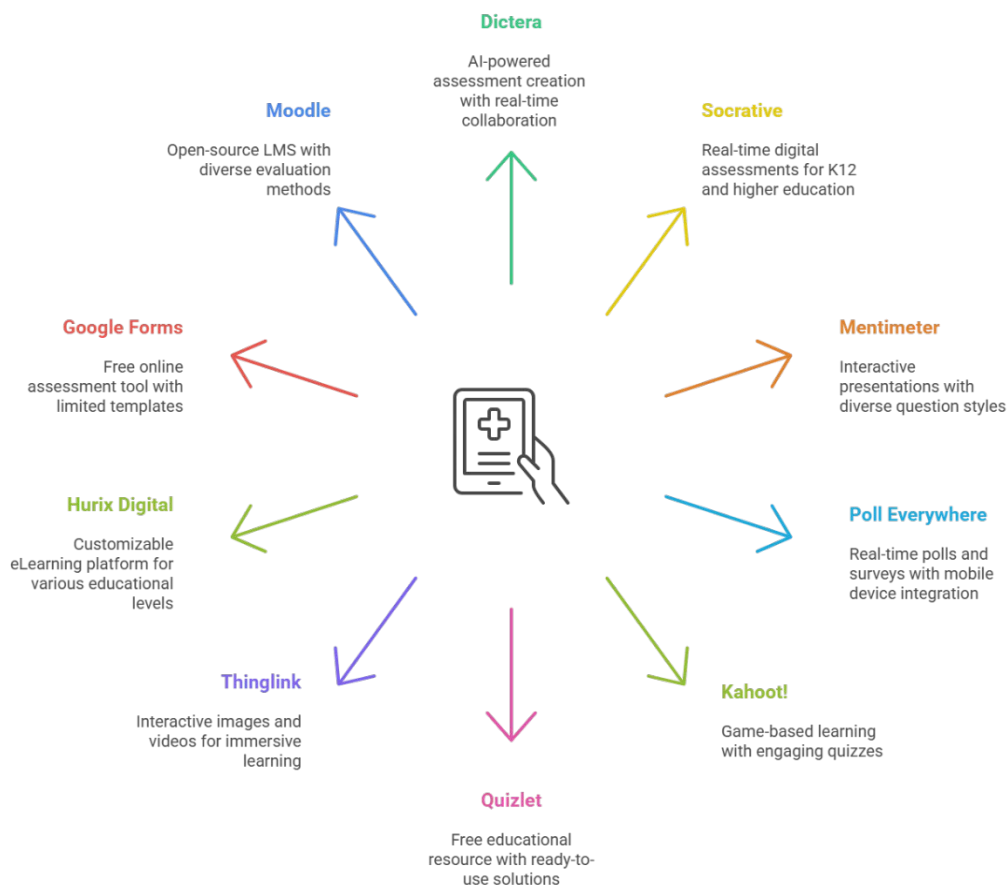 Dictera
AI-powered
assessment creation
with real-time
collaboration
Socrative
Real-time digital
assessments for K12
and higher education
Mentimeter
Interactive
presentations with
diverse question styles
Poll Everywhere
Real-time polls and
surveys with mobile
device integration
Kahoot!
Game-based learning
with engaging quizzes
Quizlet
Free educational
resource with ready-to-
use solutions
Thinglink
Interactive images and
videos for immersive
learning
Hurix Digital
Customizable
eLearning platform for
various educational
levels
Google Forms
Free online
assessment tool with
limited templates
Moodle
Open-source LMS with
diverse evaluation
methods